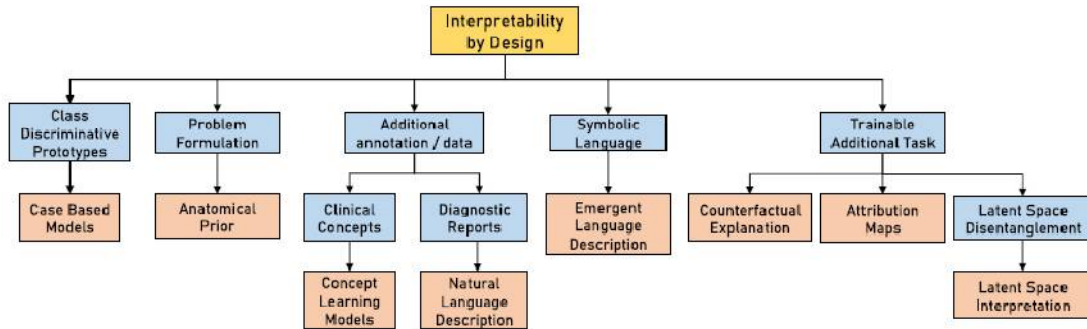 Interpretability
by Design
Class
Discriminative
Prototypes
Problem
Formulation
Additional
annotation / data
Symbolic
Language
Trainable
Additional Task
Case Based
Models
Anatomical
Prior
Clinical
Concepts
Diagnostic
Reports
Emergent
Language
Description
Counterfactual
Explanation
Attribution
Maps
Latent Space
Disentanglement
Concept
Learning
Models
Natural
Language
Description
Latent Space
Interpretation